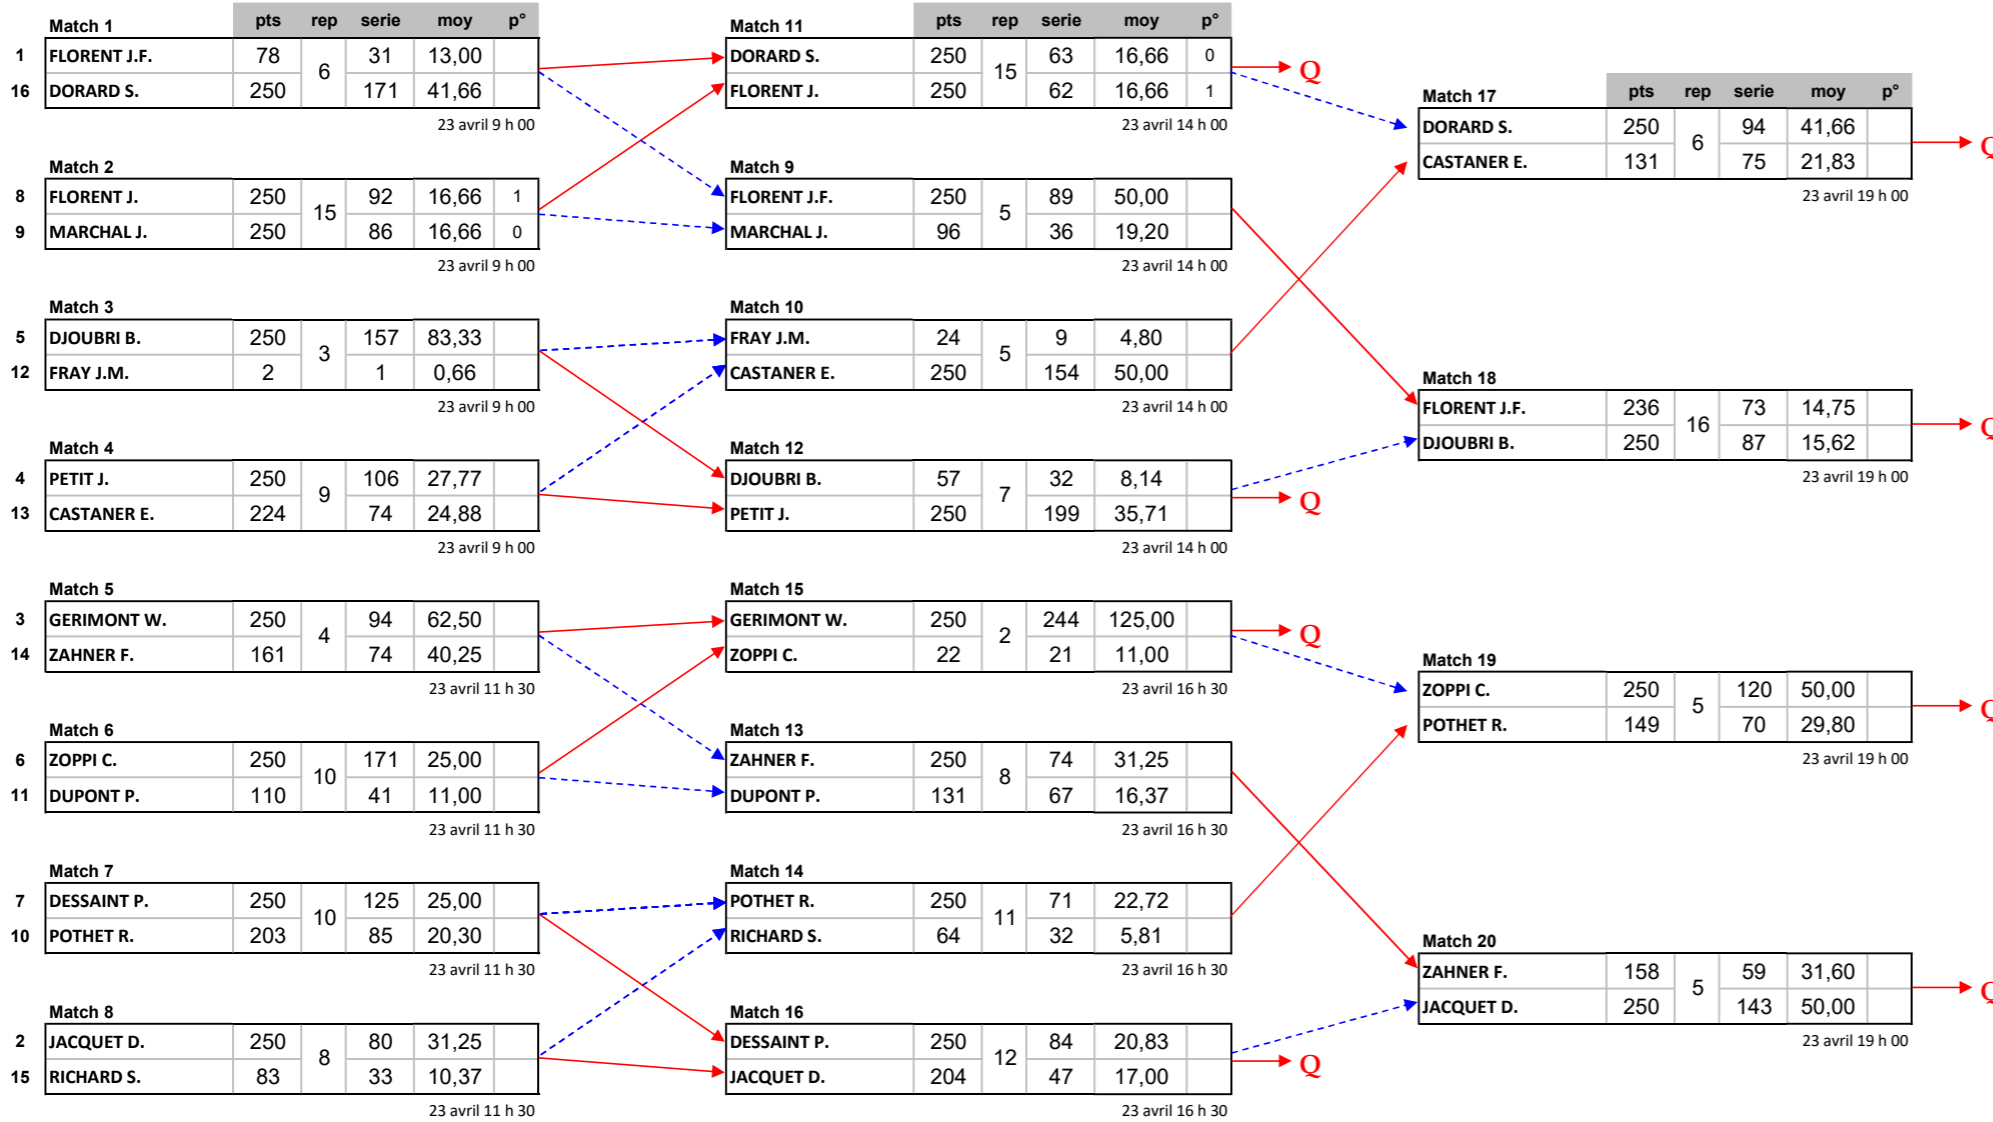 Match 1 pts rep serie moy p°
1 FLORENT J.F. 78 6 31 13,00
16 DORARD S. 250 171 41,66
23 avril 9 h 00
Match 2
8 FLORENT J. 250 15 92 16,66 1
9 MARCHAL J. 250 86 16,66 0
23 avril 9 h 00
Match 3
5 DJOUBRI B. 250 3 157 83,33
12 FRAY J.M. 2 1 0,66
23 avril 9 h 00
Match 4
4 PETIT J. 250 9 106 27,77
13 CASTANER E. 224 74 24,88
23 avril 9 h 00
Match 5
3 GERIMONT W. 250 4 94 62,50
14 ZAHNER F. 161 74 40,25
23 avril 11 h 30
Match 6
6 ZOPPI C. 250 10 171 25,00
11 DUPONT P. 110 41 11,00
23 avril 11 h 30
Match 7
7 DESSAINT P. 250 10 125 25,00
10 POTHET R. 203 85 20,30
23 avril 11 h 30
Match 8
2 JACQUET D. 250 8 80 31,25
15 RICHARD S. 83 33 10,37
23 avril 11 h 30
Match 11 pts rep serie moy p°
DORARD S. 250 15 63 16,66 0
Q
FLORENT J. 250 62 16,66 1
23 avril 14 h 00
Match 9
FLORENT J.F. 250 5 89 50,00
MARCHAL J. 96 36 19,20
23 avril 14 h 00
Match 10
FRAY J.M. 24 5 9 4,80
CASTANER E. 250 154 50,00
23 avril 14 h 00
Match 12
DJOUBRI B. 57 7 32 8,14
Q
PETIT J. 250 199 35,71
23 avril 14 h 00
Match 15
GERIMONT W. 250 2 244 125,00
Q
ZOPPI C. 22 21 11,00
23 avril 16 h 30
Match 13
ZAHNER F. 250 8 74 31,25
DUPONT P. 131 67 16,37
23 avril 16 h 30
Match 14
POTHET R. 250 11 71 22,72
RICHARD S. 64 32 5,81
23 avril 16 h 30
Match 16
DESSAINT P. 250 12 84 20,83
Q
JACQUET D. 204 47 17,00
23 avril 16 h 30
Match 17 pts rep serie moy p°
DORARD S. 250 6 94 41,66
Q
CASTANER E. 131 75 21,83
23 avril 19 h 00
Match 18
FLORENT J.F. 236 16 73 14,75
Q
DJOUBRI B. 250 87 15,62
23 avril 19 h 00
Match 19
ZOPPI C. 250 5 120 50,00
Q
POTHET R. 149 70 29,80
23 avril 19 h 00
Match 20
ZAHNER F. 158 5 59 31,60
Q
JACQUET D. 250 143 50,00
23 avril 19 h 00